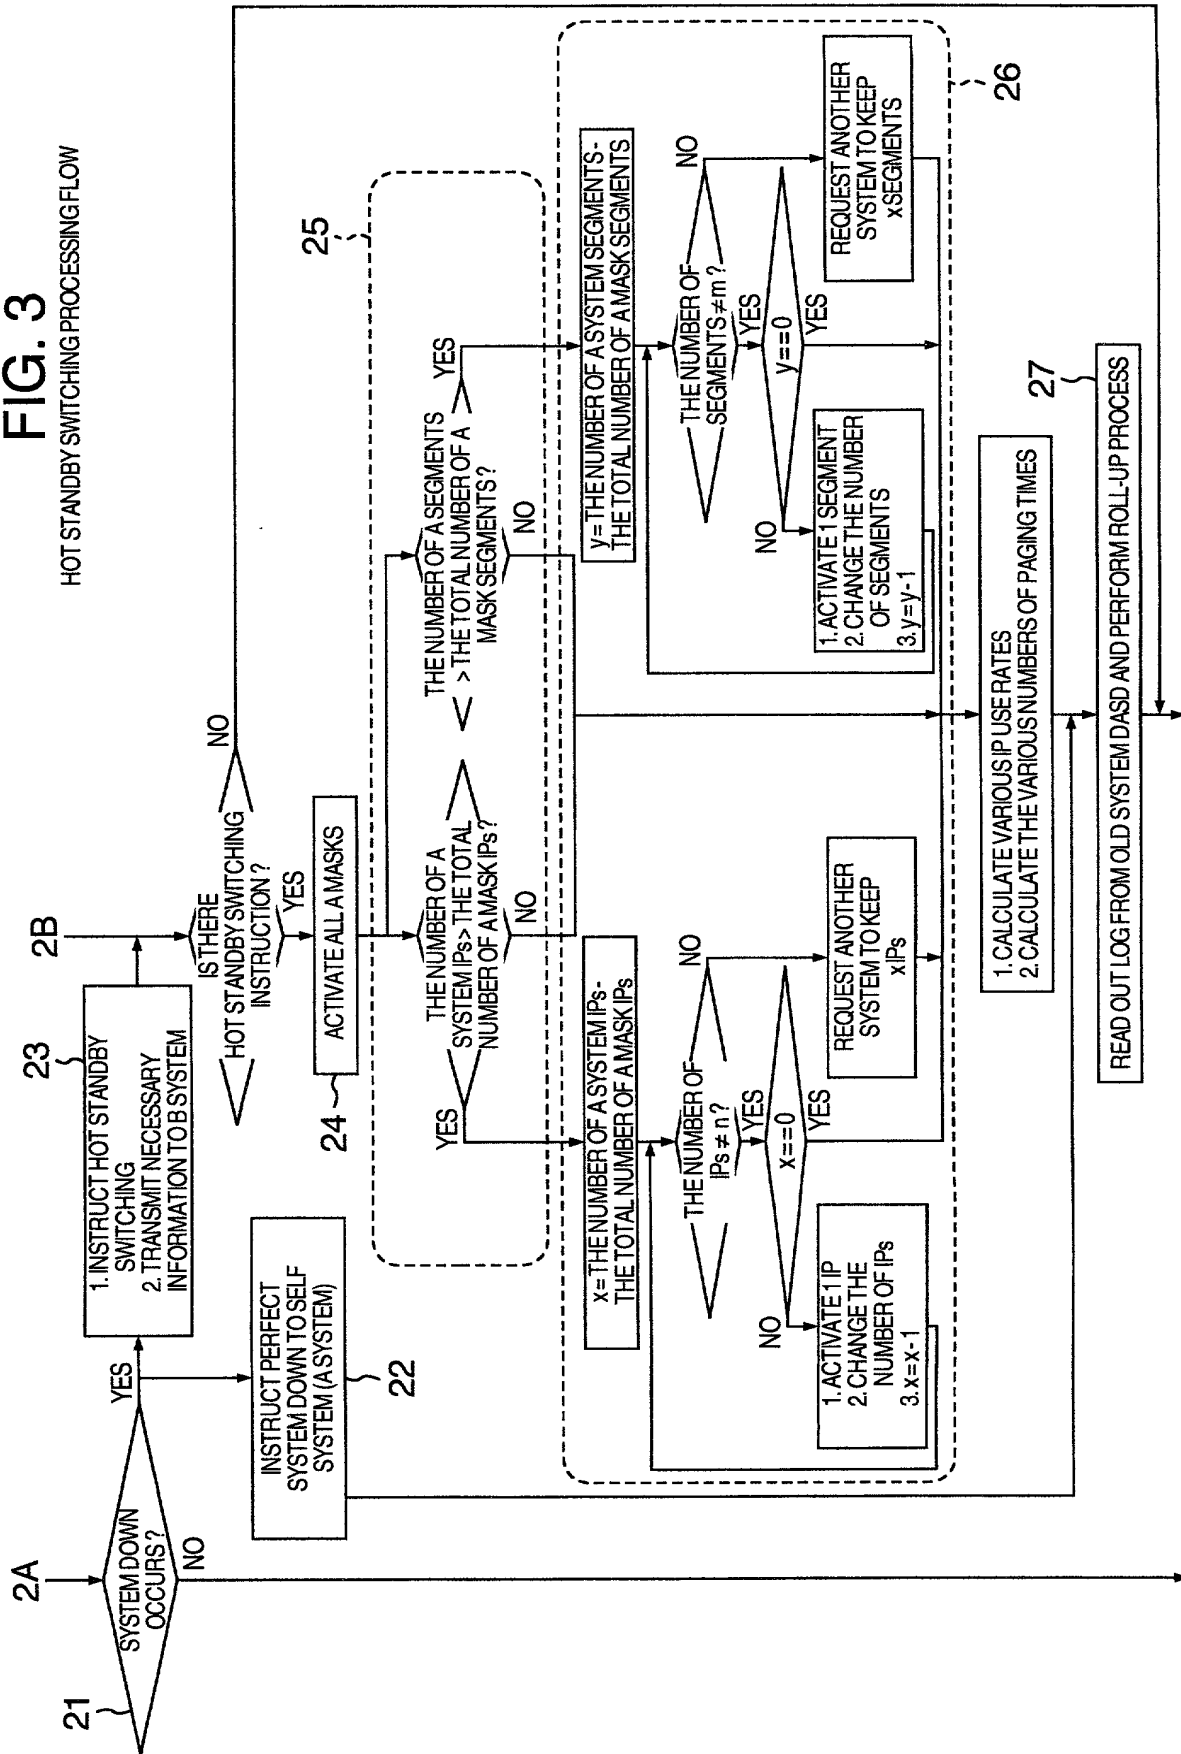 FIG. 3
HOT STANDBY SWITCHING PROCESSING FLOW
2A
21
SYSTEM DOWN
OCCURS ?
YES
NO
23
1. INSTRUCT HOT STANDBY
SWITCHING
2. TRANSMIT NECESSARY
INFORMATION TO B SYSTEM
INSTRUCT PERFECT
SYSTEM DOWN TO SELF
SYSTEM (A SYSTEM)
22
2B
IS THERE
HOT STANDBY SWITCHING
INSTRUCTION ?
NO
YES
ACTIVATE ALL A MASKS
24
25
THE NUMBER OF A
SYSTEM IPs > THE TOTAL
NUMBER OF A MASK IPs ?
YES
NO
THE NUMBER OF A SEGMENTS
> THE TOTAL NUMBER OF A
MASK SEGMENTS ?
YES
NO
26
x = THE NUMBER OF A SYSTEM IPs-
THE TOTAL NUMBER OF A MASK IPs
THE NUMBER OF
IPs ≠ n ?
NO
YES
x==0
NO
YES
1. ACTIVATE 1 IP
2. CHANGE THE
NUMBER OF IPs
3. x=x-1
REQUEST ANOTHER
SYSTEM TO KEEP
x IPs
y = THE NUMBER OF A SYSTEM SEGMENTS-
THE TOTAL NUMBER OF A MASK SEGMENTS
THE NUMBER OF
SEGMENTS ≠ m ?
NO
YES
y==0
NO
YES
1. ACTIVATE 1 SEGMENT
2. CHANGE THE NUMBER
OF SEGMENTS
3. y=y-1
REQUEST ANOTHER
SYSTEM TO KEEP
x SEGMENTS
1. CALCULATE VARIOUS IP USE RATES
2. CALCULATE THE VARIOUS NUMBERS OF PAGING TIMES
27
READ OUT LOG FROM OLD SYSTEM DASD AND PERFORM ROLL-UP PROCESS